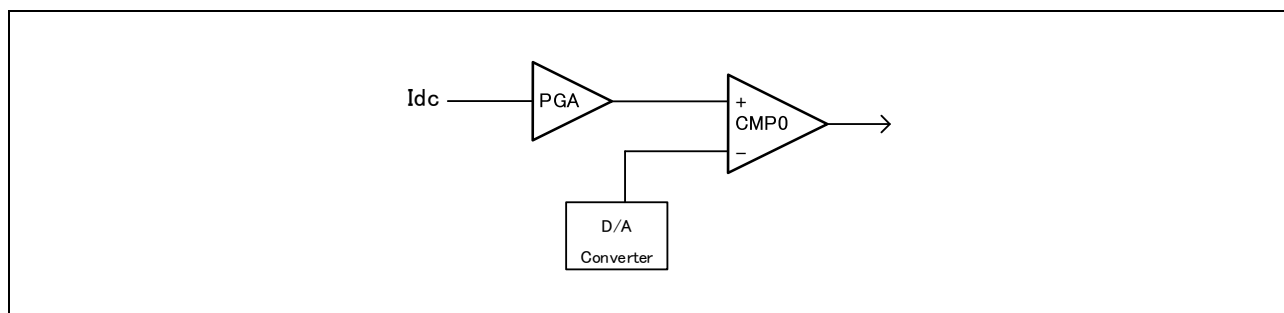 Idc
PGA
+
CMP0
−
D/A
Converter